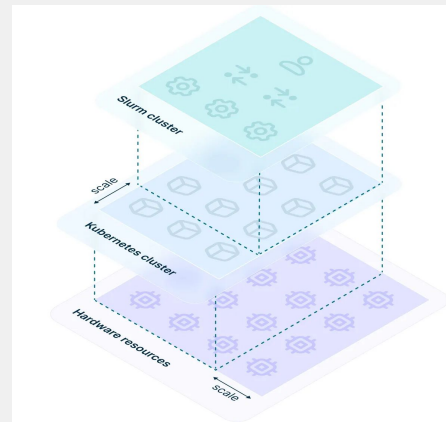 Slurm cluster
scale
Kubernetes cluster
Hardware resources
scale